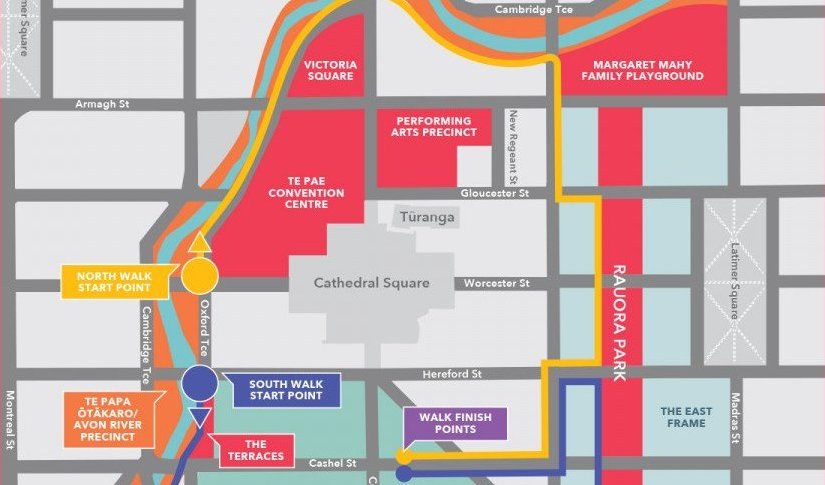 Cambridge Tce
VICTORIA
SQUARE
MARGARET MAHY
FAMILY PLAYGROUND
Armagh St
PERFORMING
ARTS PRECINCT
New Regeant St
TE PAE
CONVENTION
CENTRE
Gloucester St
Tūranga
Latimer Square
NORTH WALK
START POINT
Cathedral Square
Worcester St
RAUORA PARK
Cambridge Tce
Oxford Tce
Hereford St
SOUTH WALK
START POINT
Montreal St
TE PAPA
ŌTĀKARO/
AVON RIVER
PRECINCT
WALK FINISH
POINTS
THE EAST
FRAME
Madras St
THE
TERRACES
Cashel St